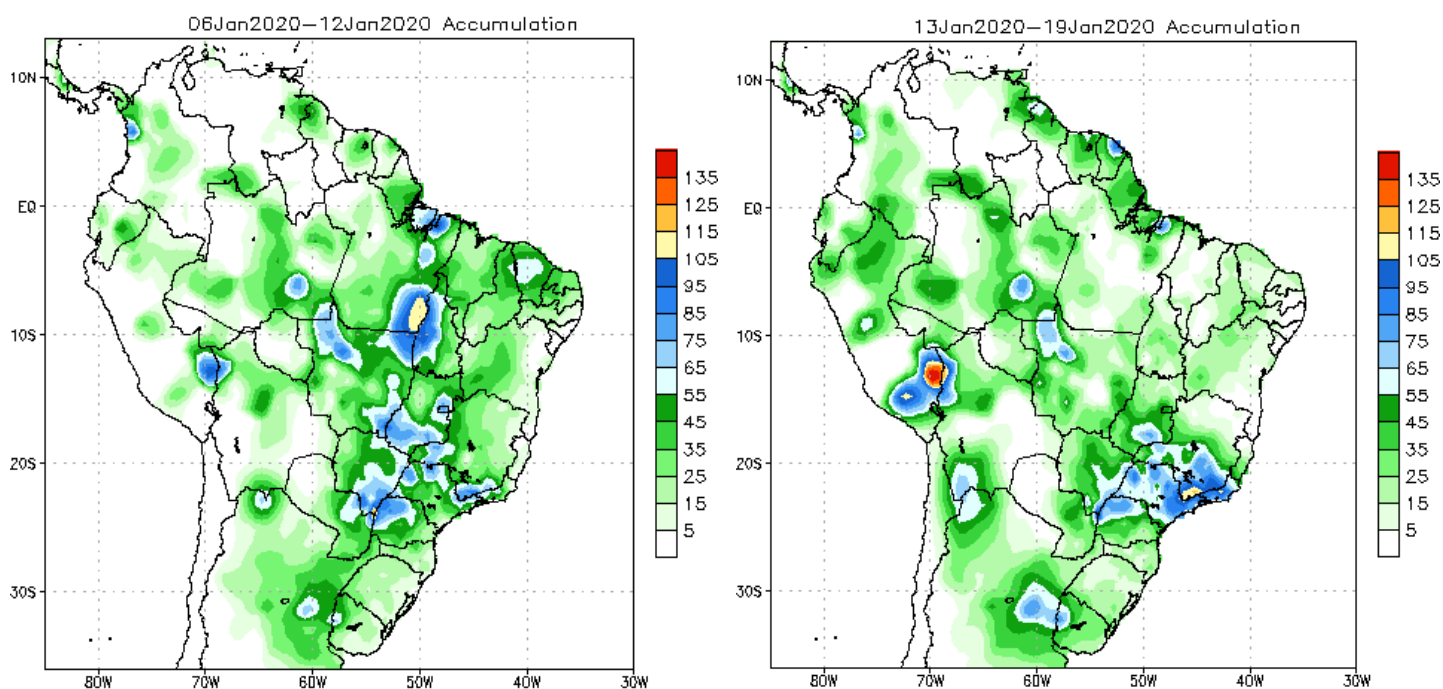 06Jan2020–12Jan2020 Accumulation
10N
EQ
10S
20S
30S
80W 70W 60W 50W 40W 30W
135
125
115
105
95
85
75
65
55
45
35
25
15
5
13Jan2020–19Jan2020 Accumulation
10N
EQ
10S
20S
30S
80W 70W 60W 50W 40W 30W
135
125
115
105
95
85
75
65
55
45
35
25
15
5